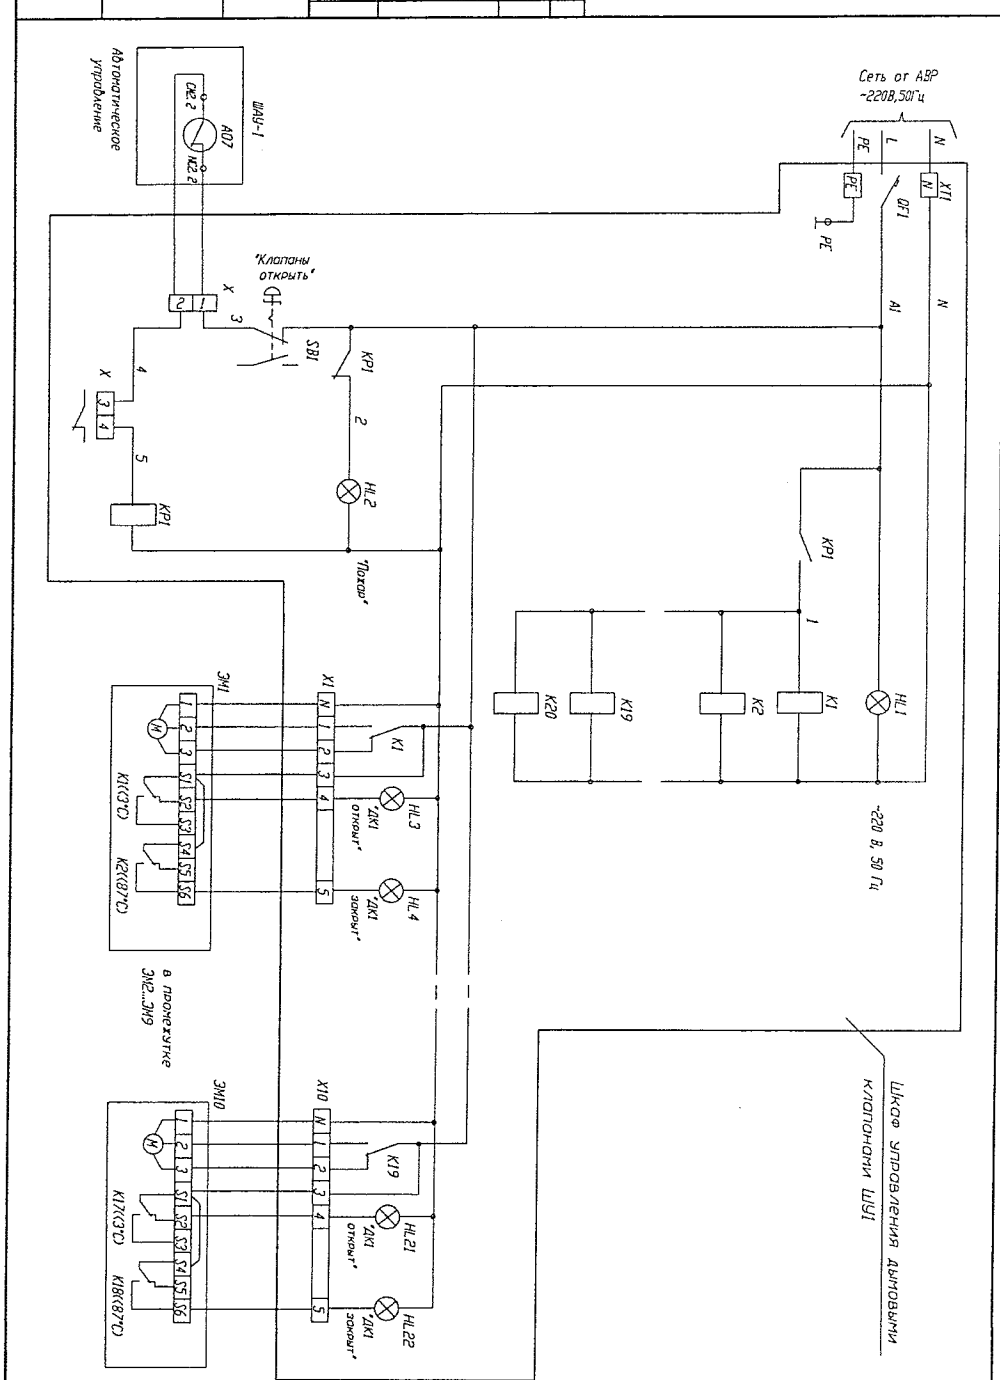 Сеть от АВР
~220В,50Гц
N
L
PE
XT1
N
PE
QF1
PE
N
A1
ШАУ-1
A07
NC2.2
Автоматическое
управление
X
1
2
3
"Клапаны
открыть"
SB1
KP1
2
HL2
"Пожар"
4
X
3
4
5
KP1
KP1
1
HL1
K1
K2
K19
K20
~220 В, 50 Гц
Шкаф управления дымовыми
клапанами ШУ1
ЭМ1
1
2
3
S1
S2
S3
S4
S5
S6
M
X1
N
1
2
3
4
5
K1
HL3
"ДК1
открыт"
HL4
"ДК1
закрыт"
K1(<3°C)
K2(<87°C)
в промежутке
ЭМ2...ЭМ9
ЭМ10
1
2
3
S1
S2
S3
S4
S5
S6
M
X10
N
1
2
3
4
5
K19
HL21
"ДК1
открыт"
HL22
"ДК1
закрыт"
K17(<3°C)
K18(<87°C)